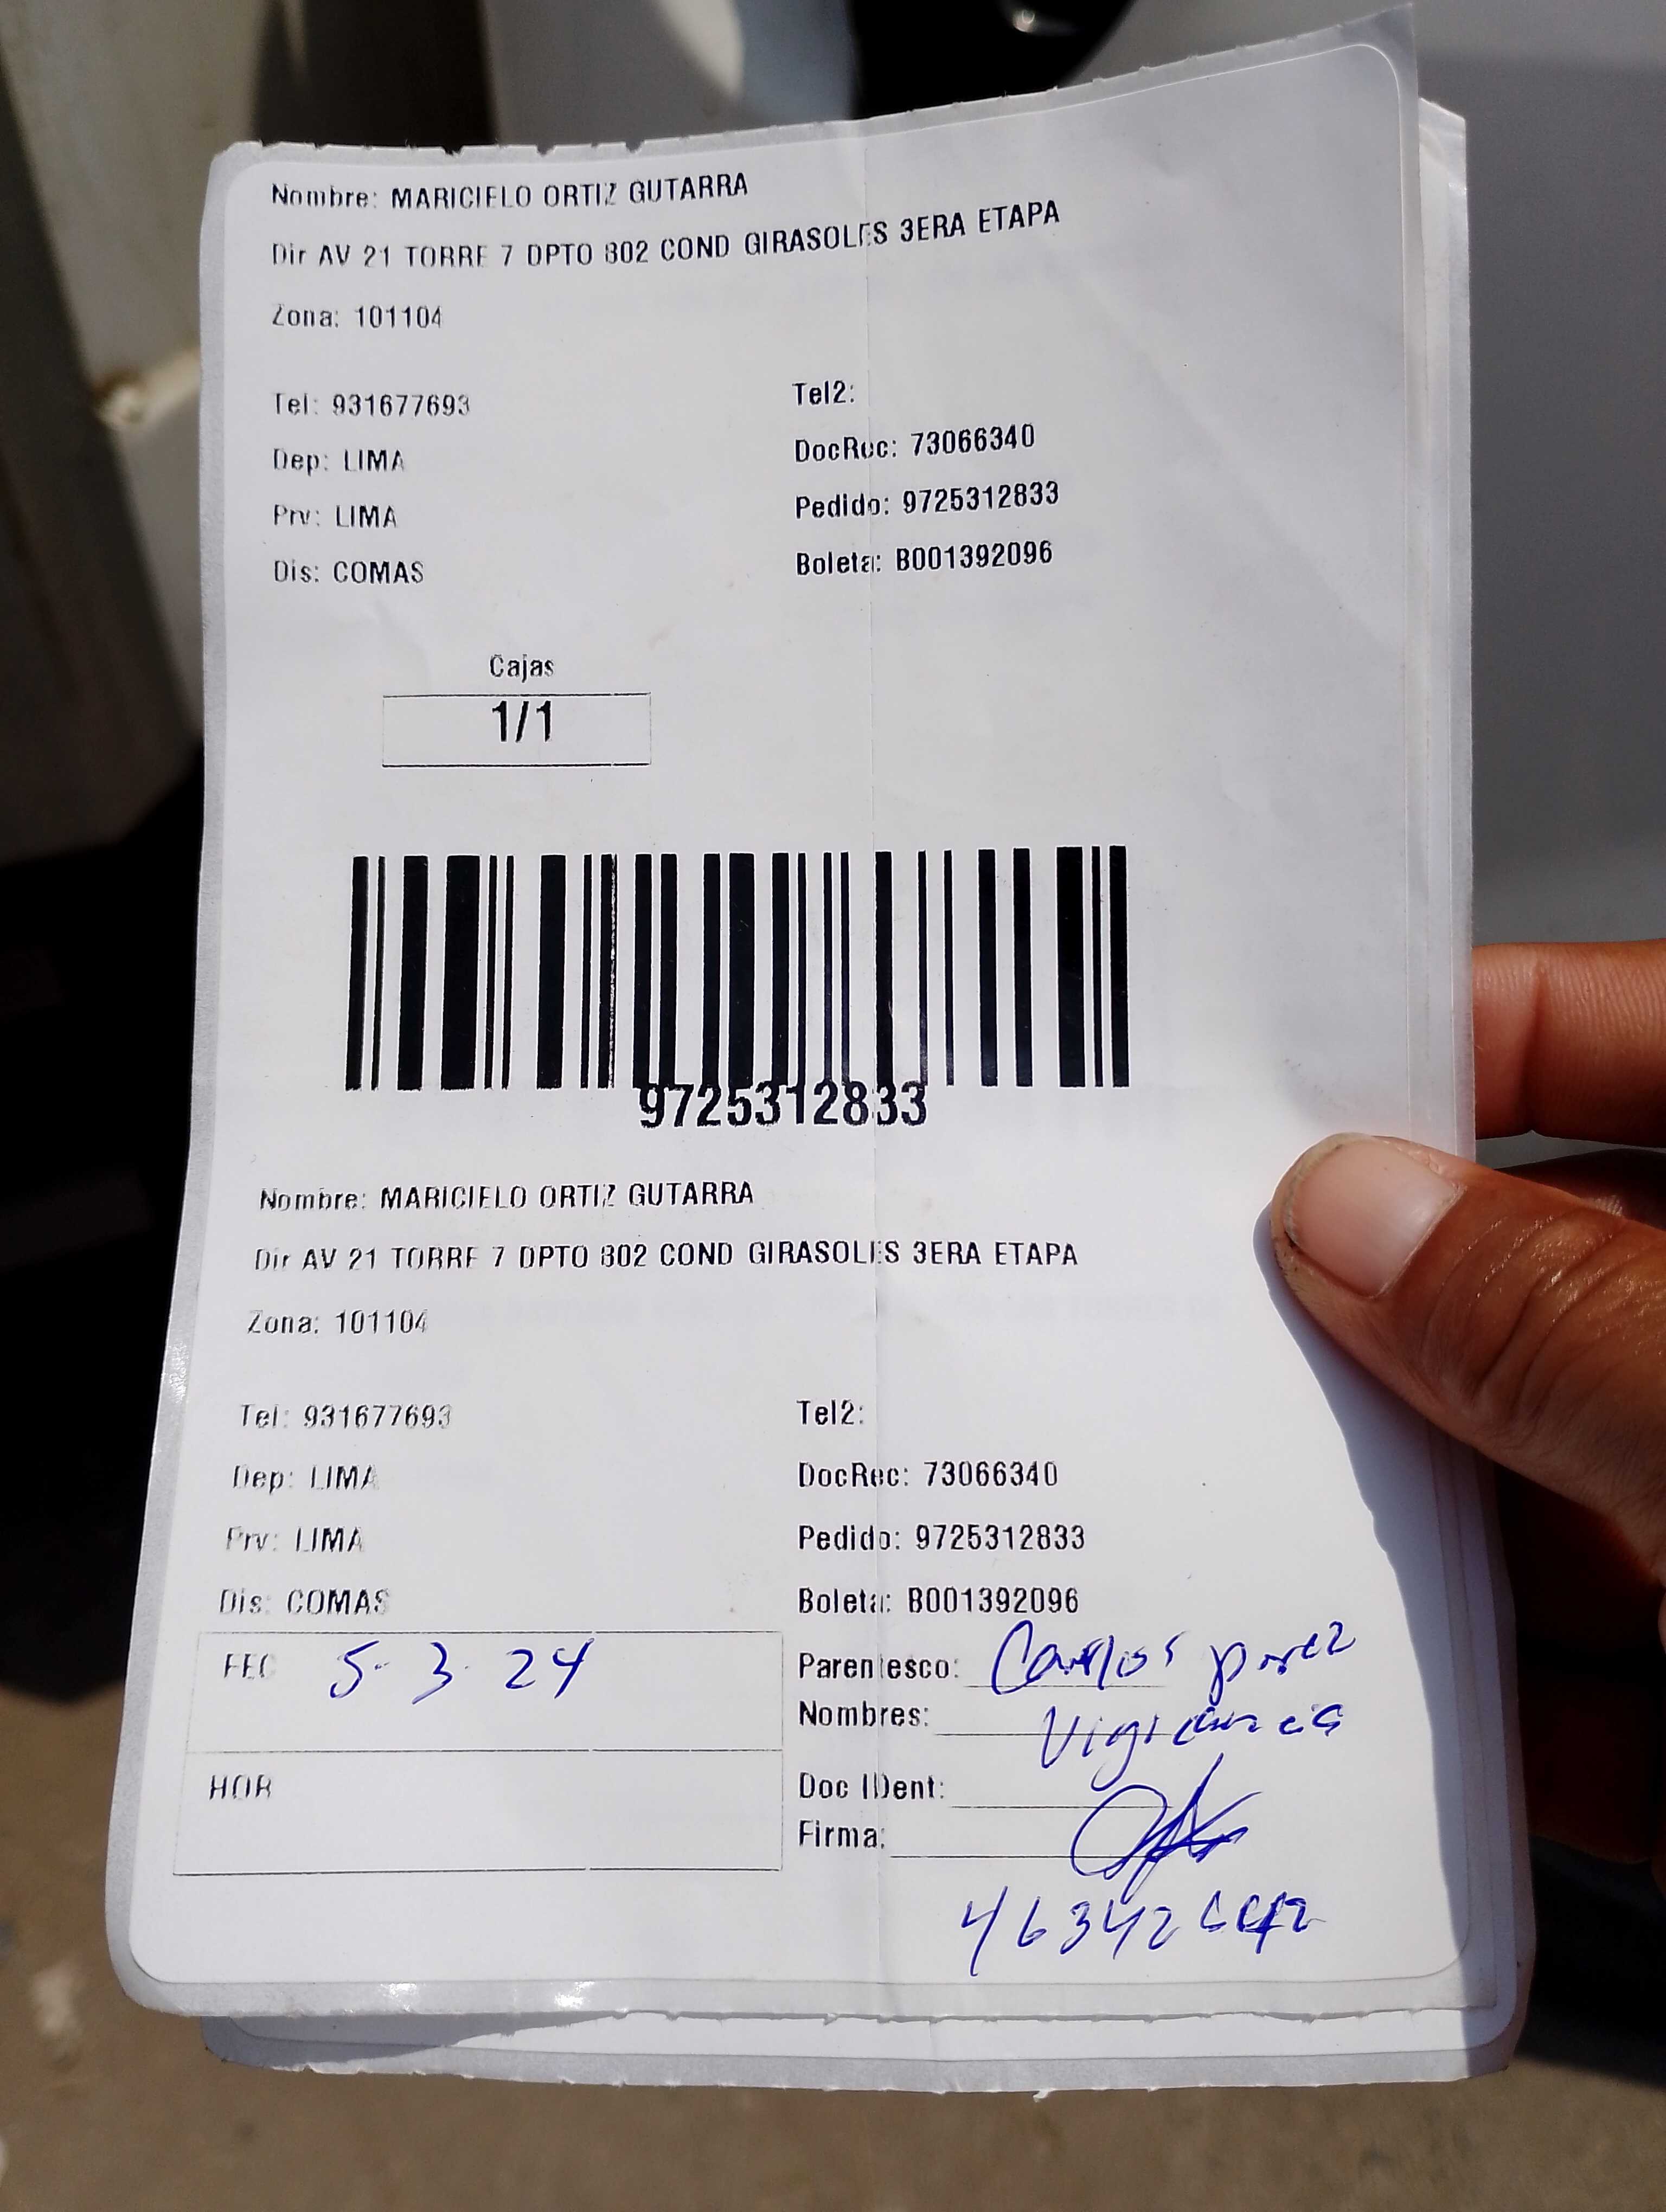 Nombre: MARICIELO ORTIZ GUTARRA
Dir AV 21 TORRE 7 DPTO 802 COND GIRASOLES 3ERA ETAPA
Zona: 101104
Tel: 931677693 Tel2:
Dep: LIMA DocRec: 73066340
Prv: LIMA Pedido: 9725312833
Dis: COMAS Boleta: B001392096
Cajas
1/1
9725312833
Nombre: MARICIELO ORTIZ GUTARRA
Dir AV 21 TORRE 7 DPTO 802 COND GIRASOLES 3ERA ETAPA
Zona: 101104
Tel: 931677693 Tel2:
Dep: LIMA DocRec: 73066340
Prv: LIMA Pedido: 9725312833
Dis: COMAS Boleta: B001392096
FEC 5-3-24 Parentesco: Carlos
Nombres: Vigilancia
HOR Doc IDent:
Firma: